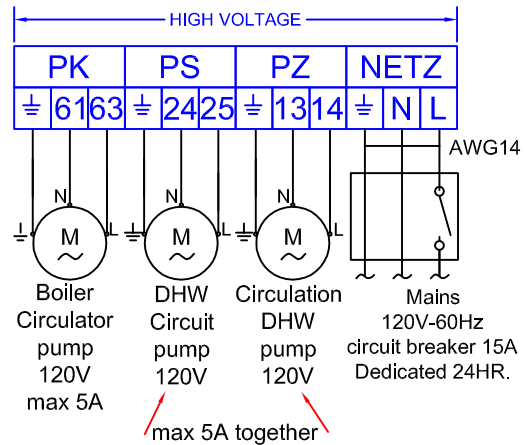 HIGH VOLTAGE
PK PS PZ NETZ
⏚ 61 63 ⏚ 24 25 ⏚ 13 14 ⏚ N L
AWG14
N N N
⏚ L ⏚ L ⏚ L
M M M
~ ~ ~
Boiler
Circulator
pump
120V
max 5A
DHW
Circuit
pump
120V
Circulation
DHW
pump
120V
max 5A together
Mains
120V-60Hz
circuit breaker 15A
Dedicated 24HR.